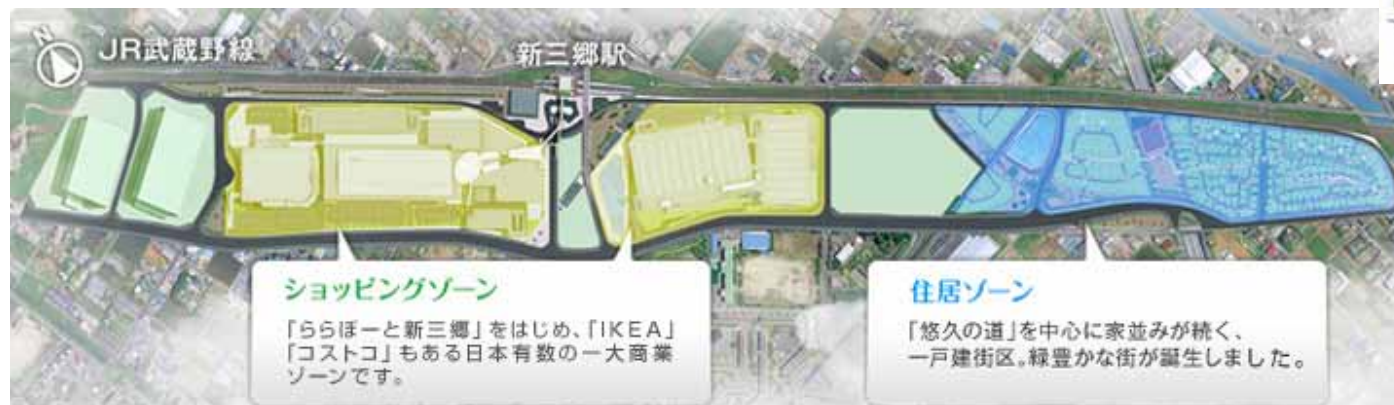 N
JR武蔵野線
新三郷駅
ショッピングゾーン
「ららぽーと新三郷」をはじめ、「IKEA」
「コストコ」もある日本有数の一大商業
ゾーンです。
住居ゾーン
「悠久の道」を中心に家並みが続く、
一戸建街区。緑豊かな街が誕生しました。